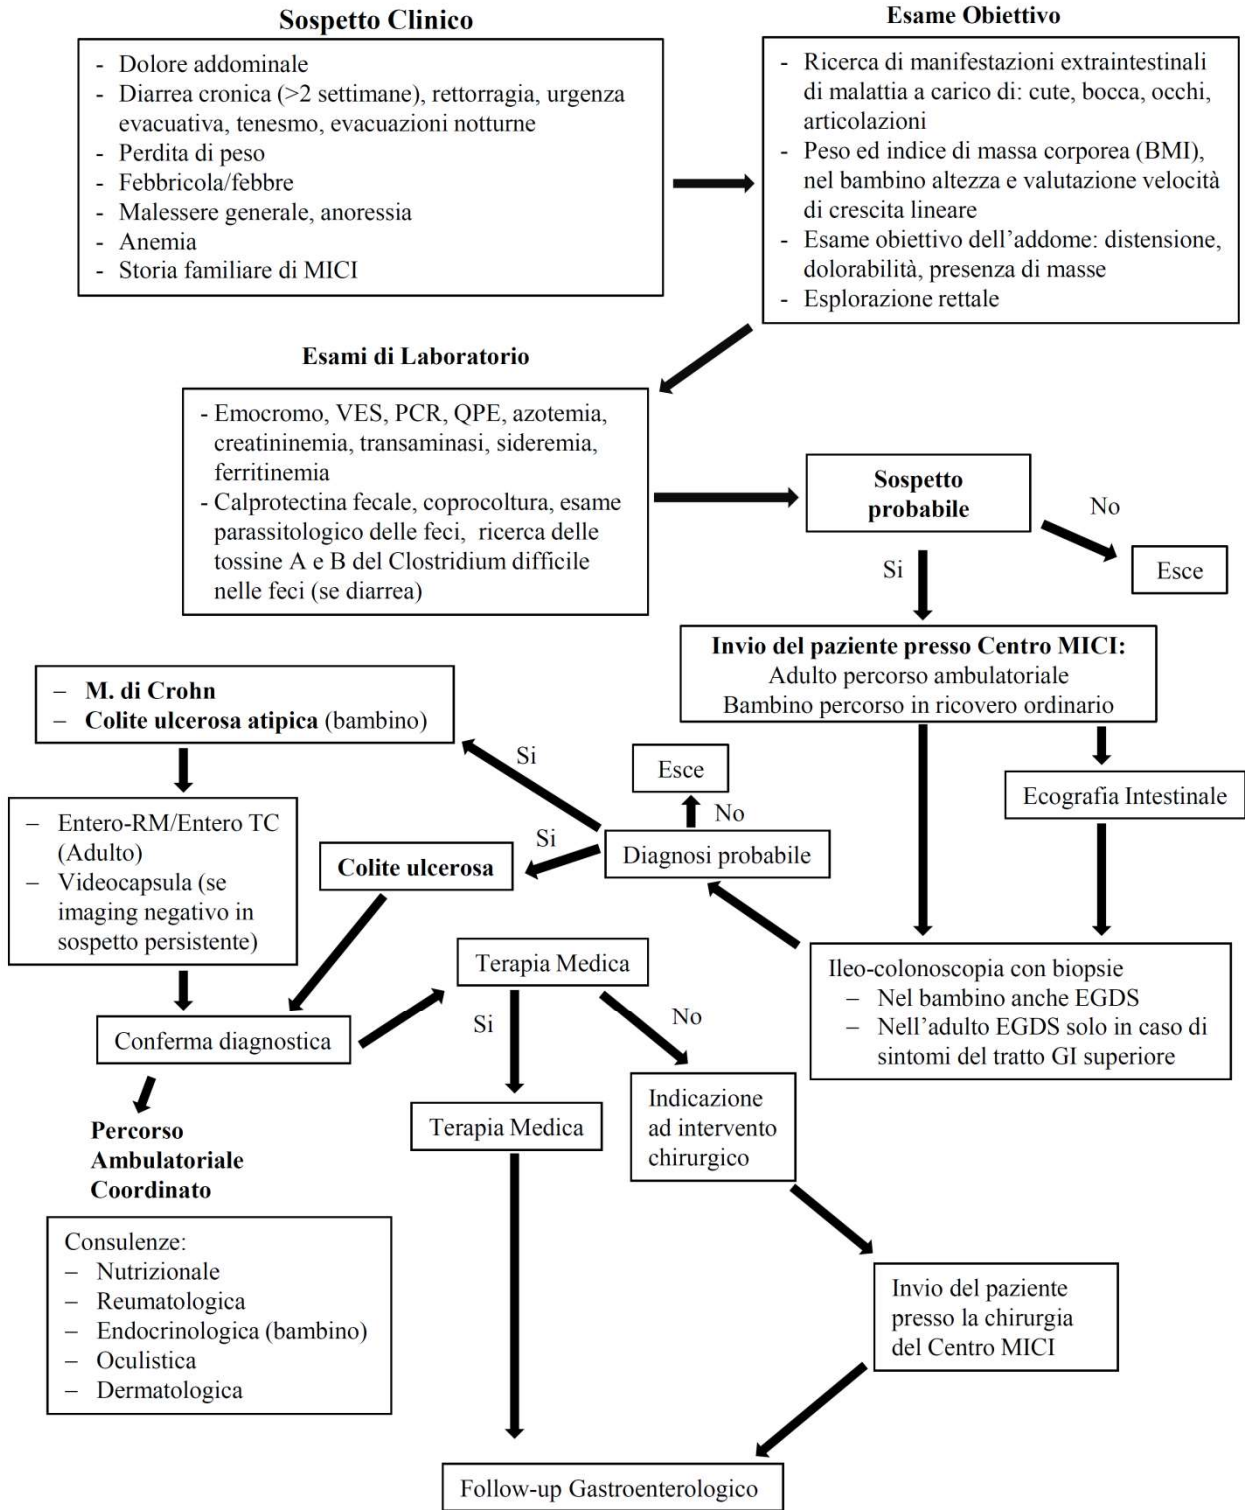 Sospetto Clinico
- Dolore addominale
- Diarrea cronica (>2 settimane), rettorragia, urgenza
evacuativa, tenesmo, evacuazioni notturne
- Perdita di peso
- Febbricola/febbre
- Malessere generale, anoressia
- Anemia
- Storia familiare di MICI
Esame Obiettivo
- Ricerca di manifestazioni extraintestinali
di malattia a carico di: cute, bocca, occhi,
articolazioni
- Peso ed indice di massa corporea (BMI),
nel bambino altezza e valutazione velocità
di crescita lineare
- Esame obiettivo dell’addome: distensione,
dolorabilità, presenza di masse
- Esplorazione rettale
Esami di Laboratorio
- Emocromo, VES, PCR, QPE, azotemia,
creatininemia, transaminasi, sideremia,
ferritinemia
- Calprotectina fecale, coprocoltura, esame
parassitologico delle feci, ricerca delle
tossine A e B del Clostridium difficile
nelle feci (se diarrea)
Sospetto
probabile
No
Esce
Si
Invio del paziente presso Centro MICI:
Adulto percorso ambulatoriale
Bambino percorso in ricovero ordinario
Ecografia Intestinale
Ileo-colonoscopia con biopsie
– Nel bambino anche EGDS
– Nell’adulto EGDS solo in caso di
sintomi del tratto GI superiore
Diagnosi probabile
No
Esce
Si
– M. di Crohn
– Colite ulcerosa atipica (bambino)
Si
Colite ulcerosa
– Entero-RM/Entero TC
(Adulto)
– Videocapsula (se
imaging negativo in
sospetto persistente)
Conferma diagnostica
Percorso
Ambulatoriale
Coordinato
Consulenze:
– Nutrizionale
– Reumatologica
– Endocrinologica (bambino)
– Oculistica
– Dermatologica
Terapia Medica
Si
No
Terapia Medica
Indicazione
ad intervento
chirurgico
Invio del paziente
presso la chirurgia
del Centro MICI
Follow-up Gastroenterologico